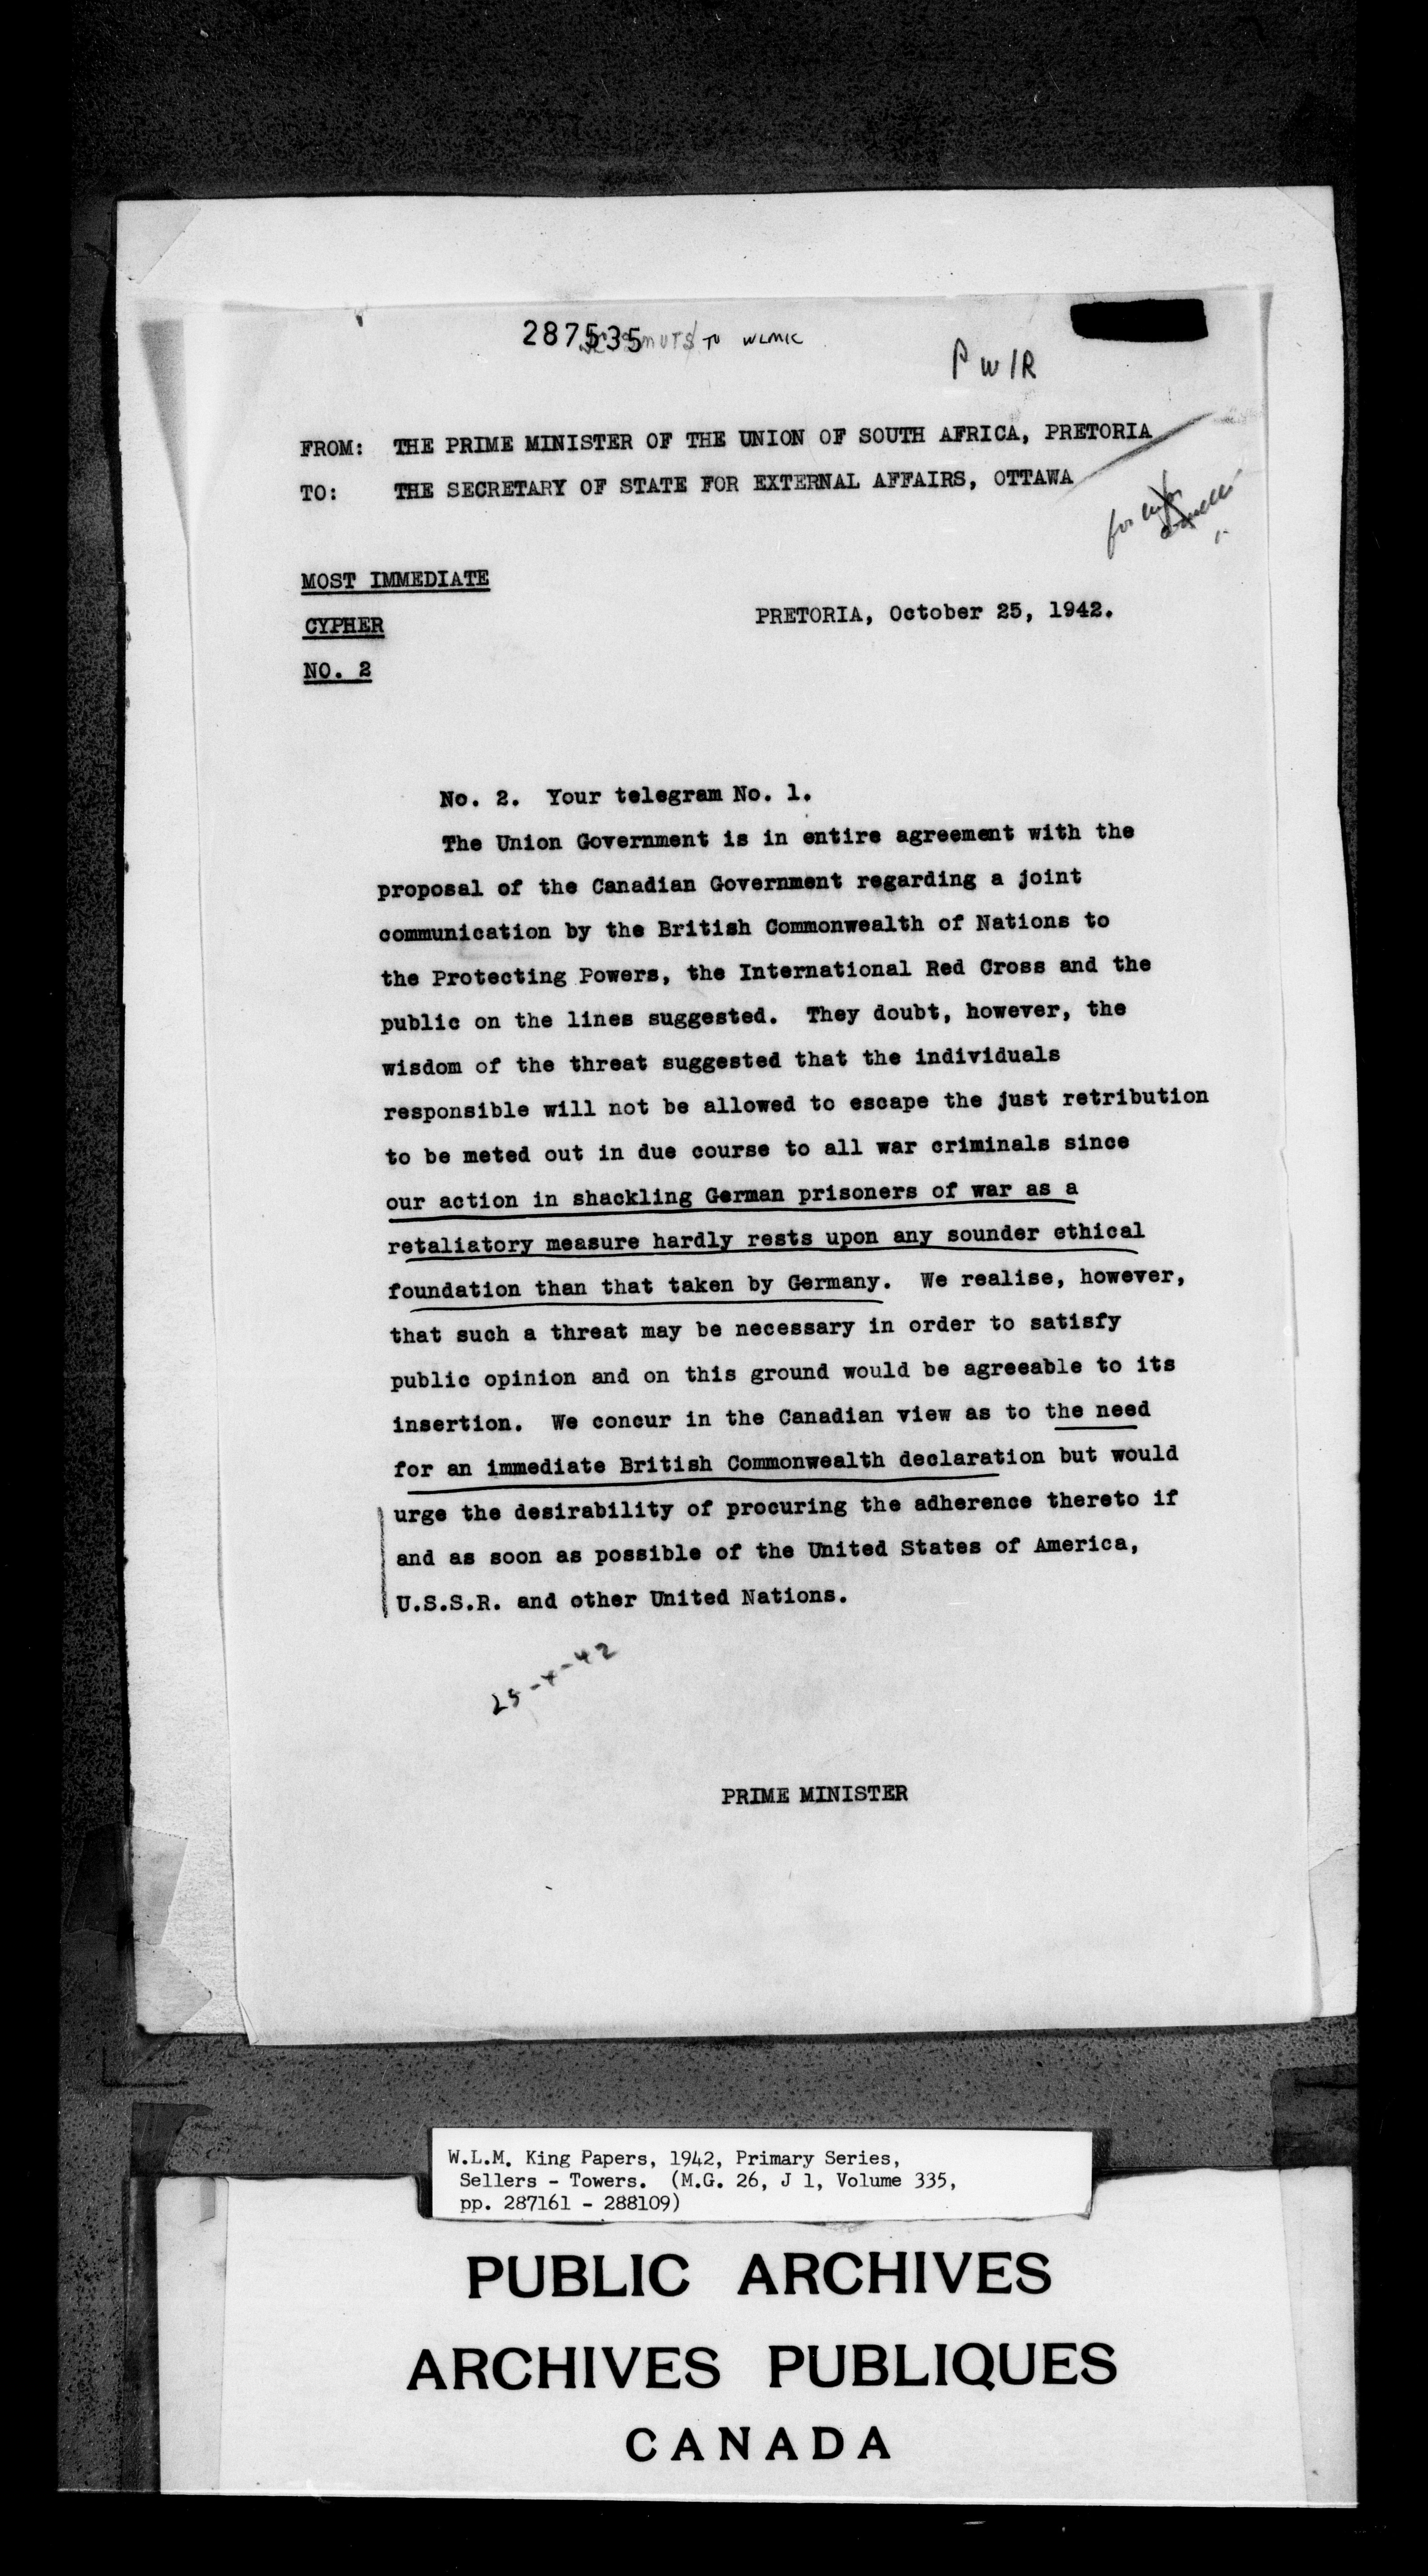 287535 SMUTS TO WLMK
P W/R
FROM: THE PRIME MINISTER OF THE UNION OF SOUTH AFRICA, PRETORIA
TO: THE SECRETARY OF STATE FOR EXTERNAL AFFAIRS, OTTAWA
for
MOST IMMEDIATE
CYPHER
PRETORIA, October 25, 1942.
NO. 2
No. 2. Your telegram No. 1.
The Union Government is in entire agreement with the
proposal of the Canadian Government regarding a joint
communication by the British Commonwealth of Nations to
the Protecting Powers, the International Red Cross and the
public on the lines suggested. They doubt, however, the
wisdom of the threat suggested that the individuals
responsible will not be allowed to escape the just retribution
to be meted out in due course to all war criminals since
our action in shackling German prisoners of war as a
retaliatory measure hardly rests upon any sounder ethical
foundation than that taken by Germany. We realise, however,
that such a threat may be necessary in order to satisfy
public opinion and on this ground would be agreeable to its
insertion. We concur in the Canadian view as to the need
for an immediate British Commonwealth declaration but would
urge the desirability of procuring the adherence thereto if
and as soon as possible of the United States of America,
U.S.S.R. and other United Nations.
25-X-42
PRIME MINISTER
W.L.M. King Papers, 1942, Primary Series,
Sellers - Towers. (M.G. 26, J 1, Volume 335,
pp. 287161 - 288109)
PUBLIC ARCHIVES
ARCHIVES PUBLIQUES
CANADA